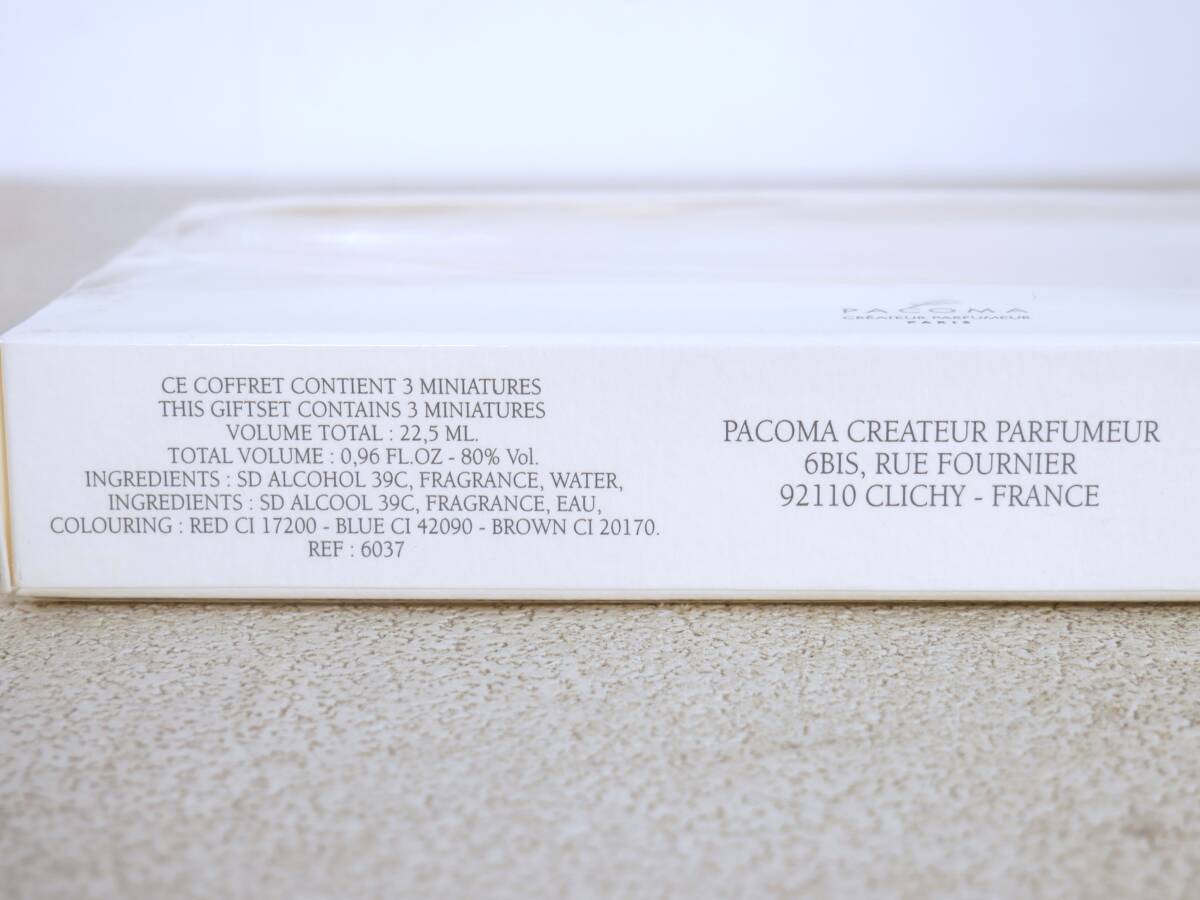 PACOMA
CRÉATEUR PARFUMEUR
PARIS
CE COFFRET CONTIENT 3 MINIATURES
THIS GIFTSET CONTAINS 3 MINIATURES
VOLUME TOTAL : 22,5 ML.
TOTAL VOLUME : 0,96 FL.OZ - 80% Vol.
INGREDIENTS : SD ALCOHOL 39C, FRAGRANCE, WATER,
INGREDIENTS : SD ALCOOL 39C, FRAGRANCE, EAU,
COLOURING : RED CI 17200 - BLUE CI 42090 - BROWN CI 20170.
REF : 6037
PACOMA CREATEUR PARFUMEUR
6BIS, RUE FOURNIER
92110 CLICHY - FRANCE